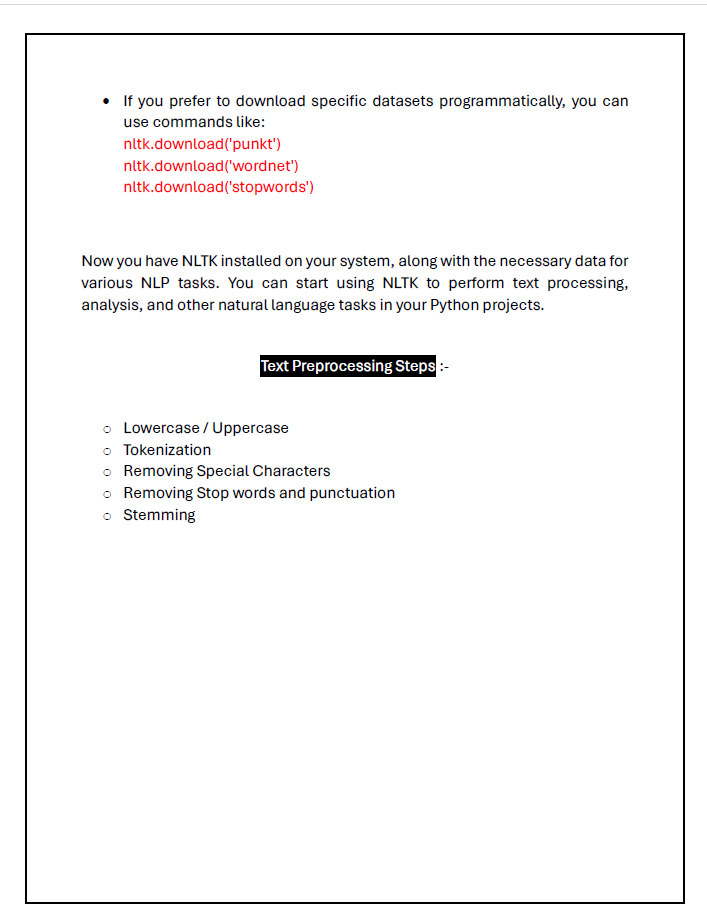 • If you prefer to download specific datasets programmatically, you can
use commands like:
nltk.download('punkt')
nltk.download('wordnet')
nltk.download('stopwords')
Now you have NLTK installed on your system, along with the necessary data for
various NLP tasks. You can start using NLTK to perform text processing,
analysis, and other natural language tasks in your Python projects.
Text Preprocessing Steps :-
○ Lowercase / Uppercase
○ Tokenization
○ Removing Special Characters
○ Removing Stop words and punctuation
○ Stemming